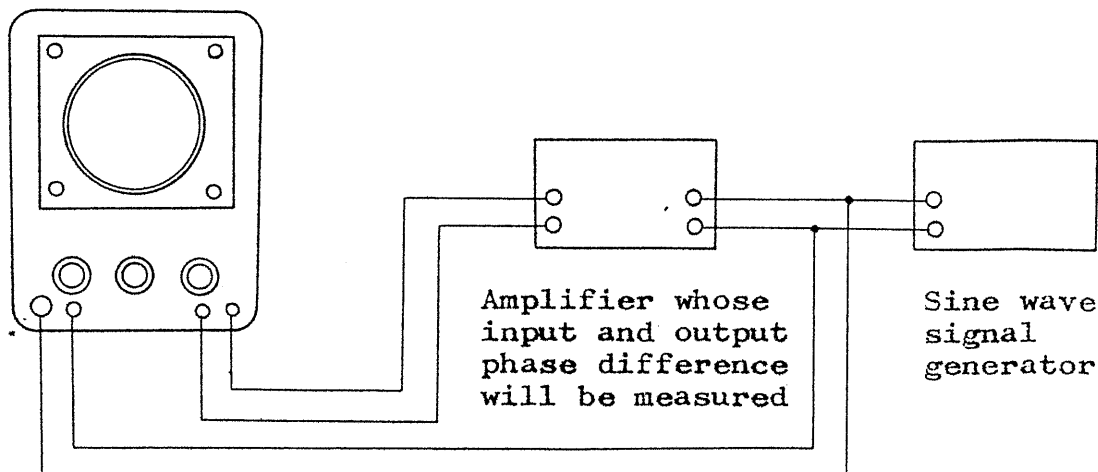 Amplifier whose
input and output
phase difference
will be measured
Sine wave
signal
generator